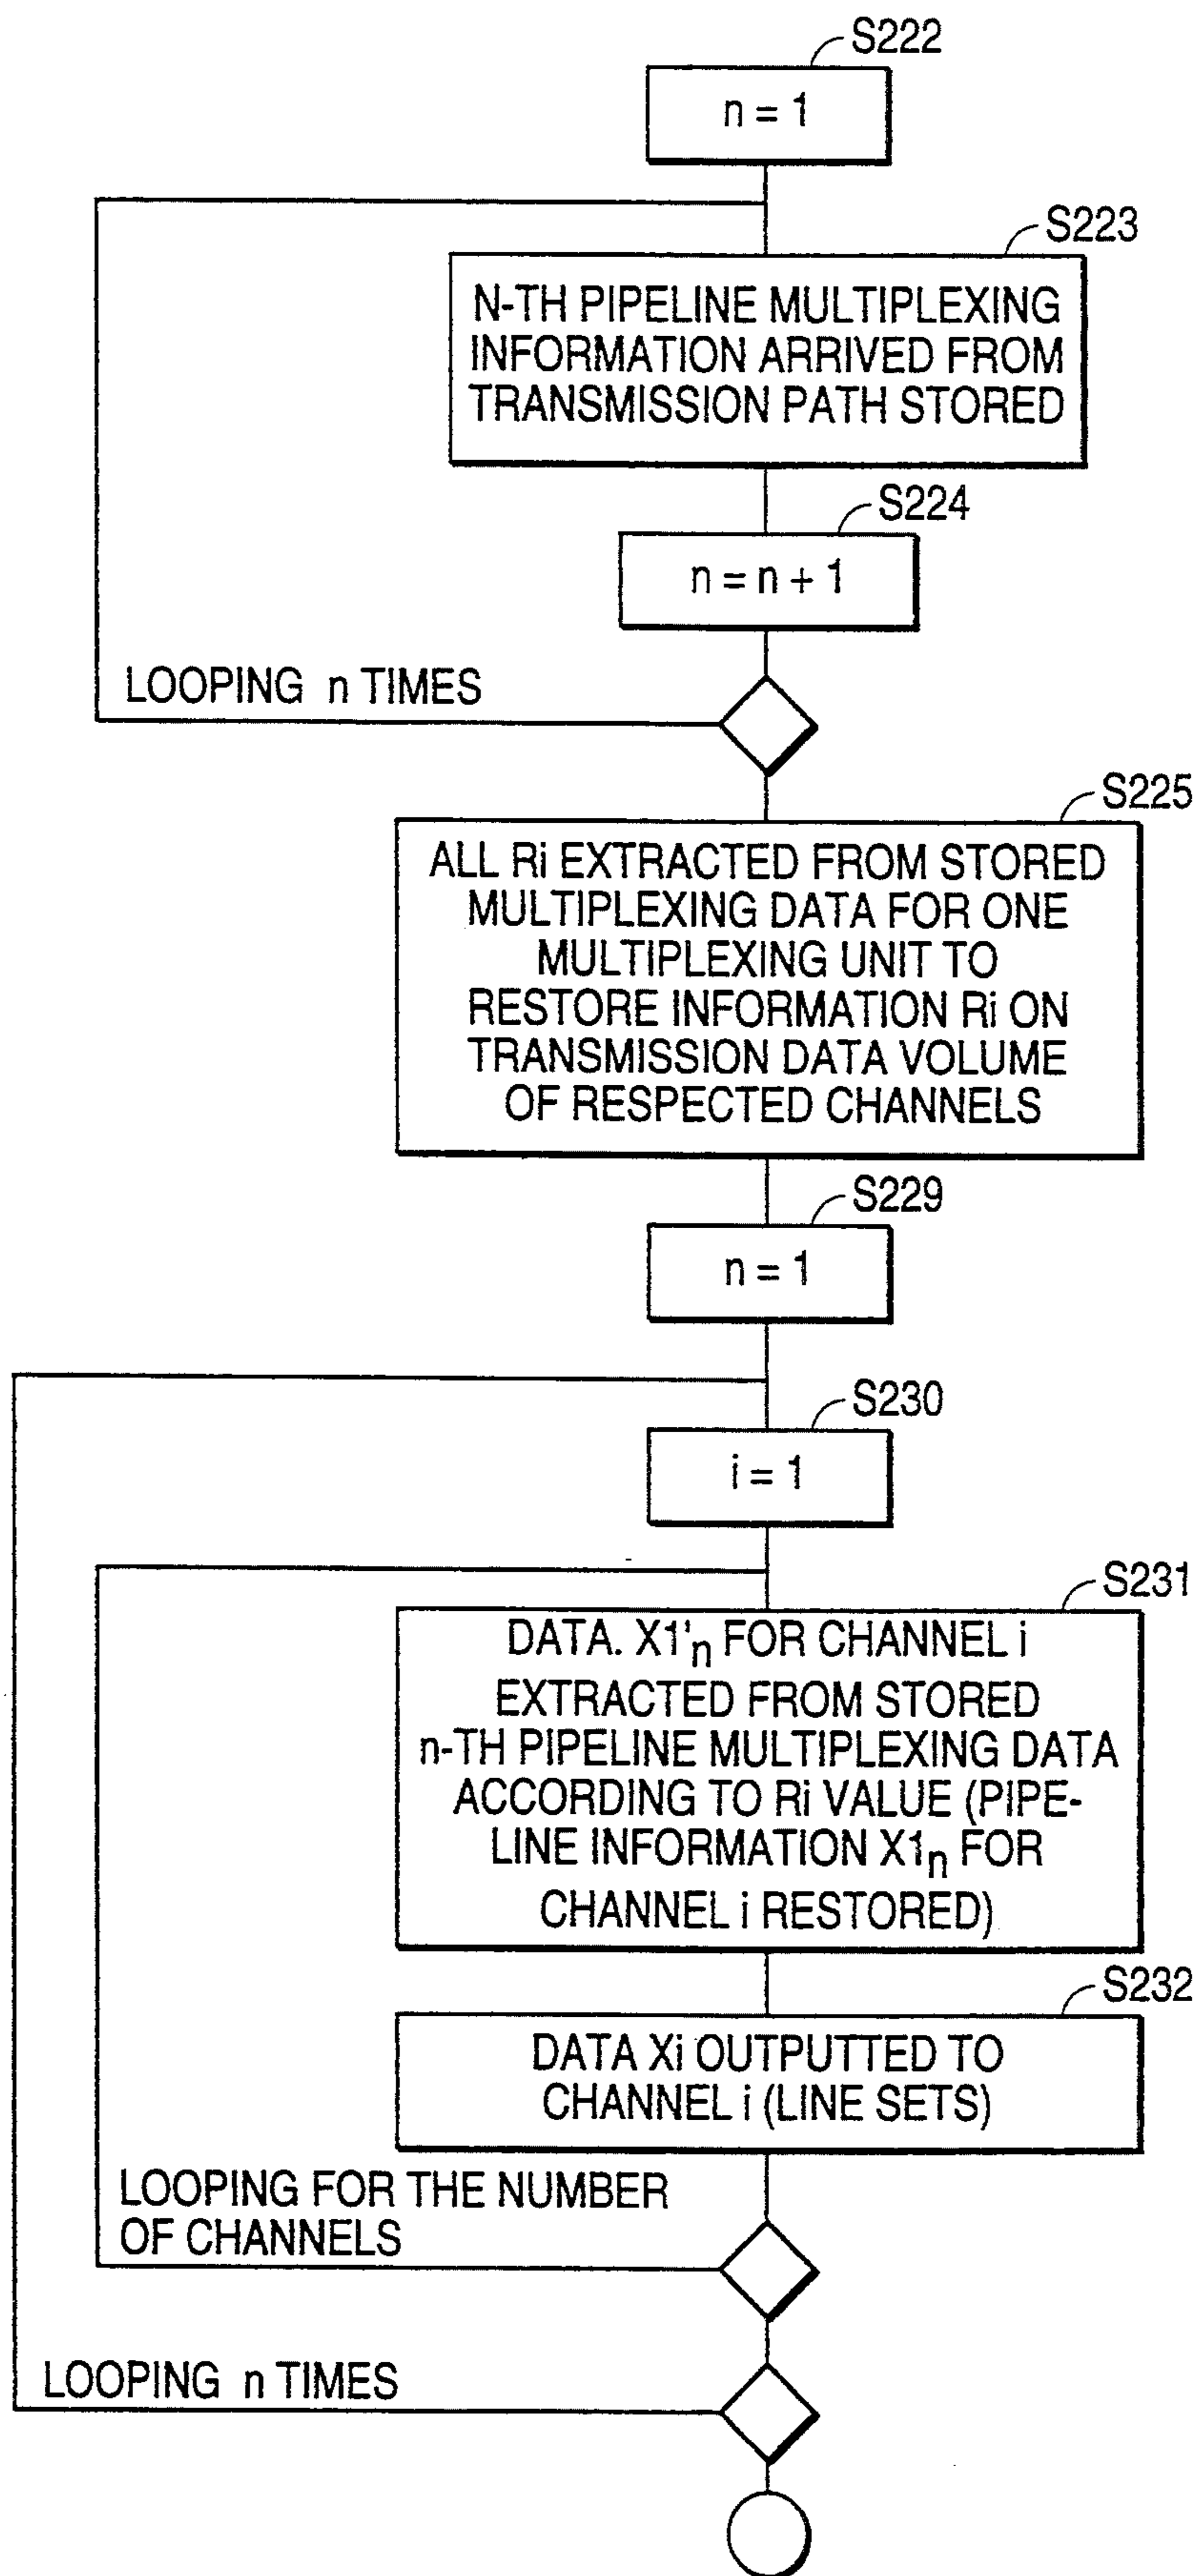 S222
n = 1
S223
N-TH PIPELINE MULTIPLEXING
INFORMATION ARRIVED FROM
TRANSMISSION PATH STORED
S224
n = n + 1
LOOPING n TIMES
S225
ALL Ri EXTRACTED FROM STORED
MULTIPLEXING DATA FOR ONE
MULTIPLEXING UNIT TO
RESTORE INFORMATION Ri ON
TRANSMISSION DATA VOLUME
OF RESPECTED CHANNELS
S229
n = 1
S230
i = 1
S231
DATA. X1'n FOR CHANNEL i
EXTRACTED FROM STORED
n-TH PIPELINE MULTIPLEXING DATA
ACCORDING TO Ri VALUE (PIPE-
LINE INFORMATION X1n FOR
CHANNEL i RESTORED)
S232
DATA Xi OUTPUTTED TO
CHANNEL i (LINE SETS)
LOOPING FOR THE NUMBER
OF CHANNELS
LOOPING n TIMES